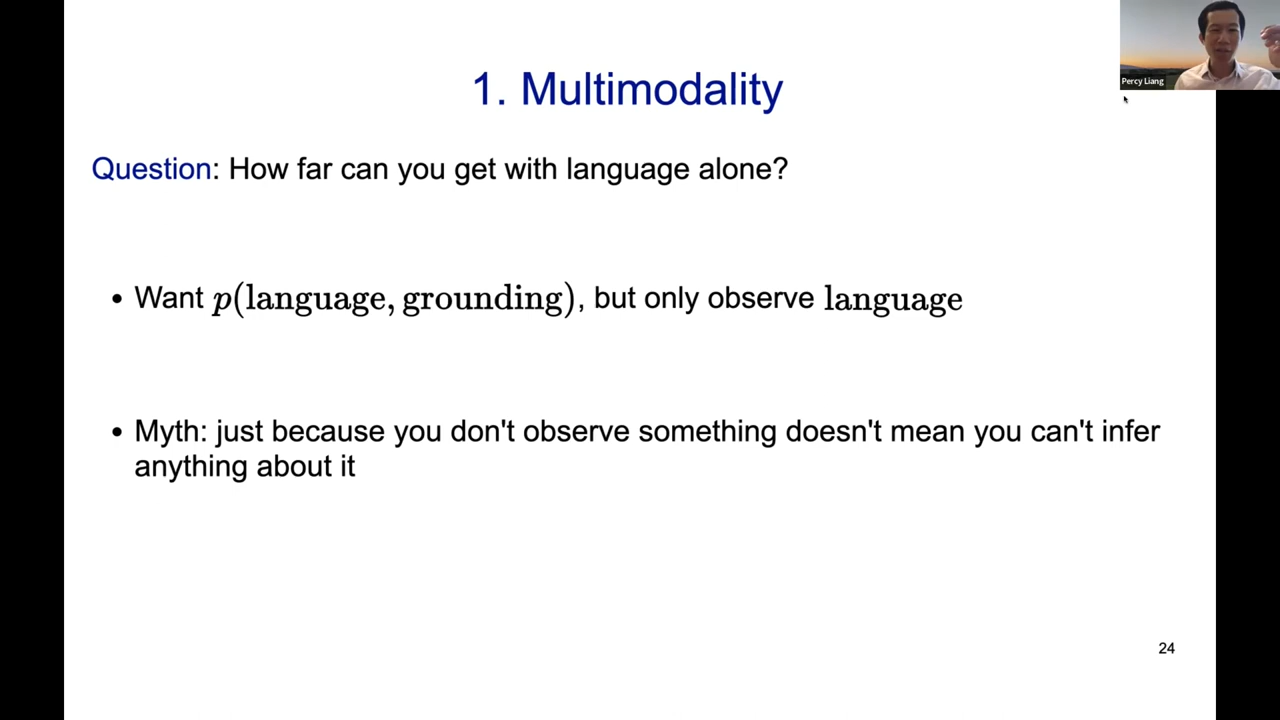 Percy Liang
1. Multimodality
Question: How far can you get with language alone?
• Want p(language, grounding), but only observe language
• Myth: just because you don't observe something doesn't mean you can't infer
anything about it
24